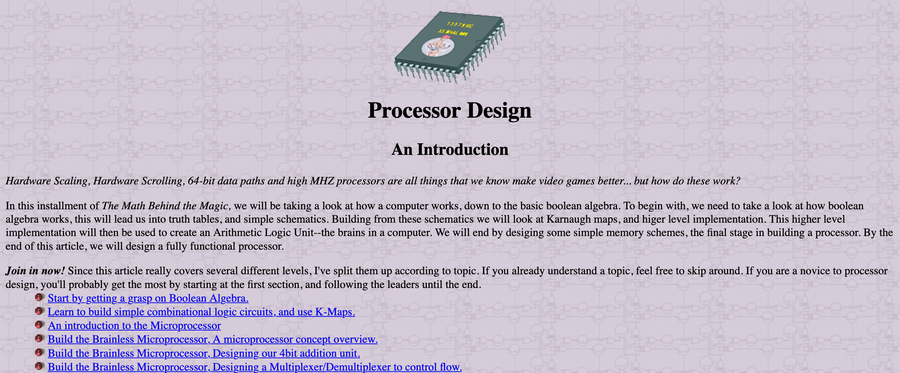 Processor Design
An Introduction
Hardware Scaling, Hardware Scrolling, 64-bit data paths and high MHZ processors are all things that we know make video games better... but how do these work?
In this installment of The Math Behind the Magic, we will be taking a look at how a computer works, down to the basic boolean algebra. To begin with, we need to take a look at how boolean
algebra works, this will lead us into truth tables, and simple schematics. Building from these schematics we will look at Karnaugh maps, and higer level implementation. This higher level
implementation will then be used to create an Arithmetic Logic Unit--the brains in a computer. We will end by desiging some simple memory schemes, the final stage in building a processor. By the
end of this article, we will design a fully functional processor.
Join in now! Since this article really covers several different levels, I've split them up according to topic. If you already understand a topic, feel free to skip around. If you are a novice to processor
design, you'll probably get the most by starting at the first section, and following the leaders until the end.
Start by getting a grasp on Boolean Algebra.
Learn to build simple combinational logic circuits, and use K-Maps.
An introduction to the Microprocessor
Build the Brainless Microprocessor, A microprocessor concept overview.
Build the Brainless Microprocessor, Designing our 4bit addition unit.
Build the Brainless Microprocessor, Designing a Multiplexer/Demultiplexer to control flow.